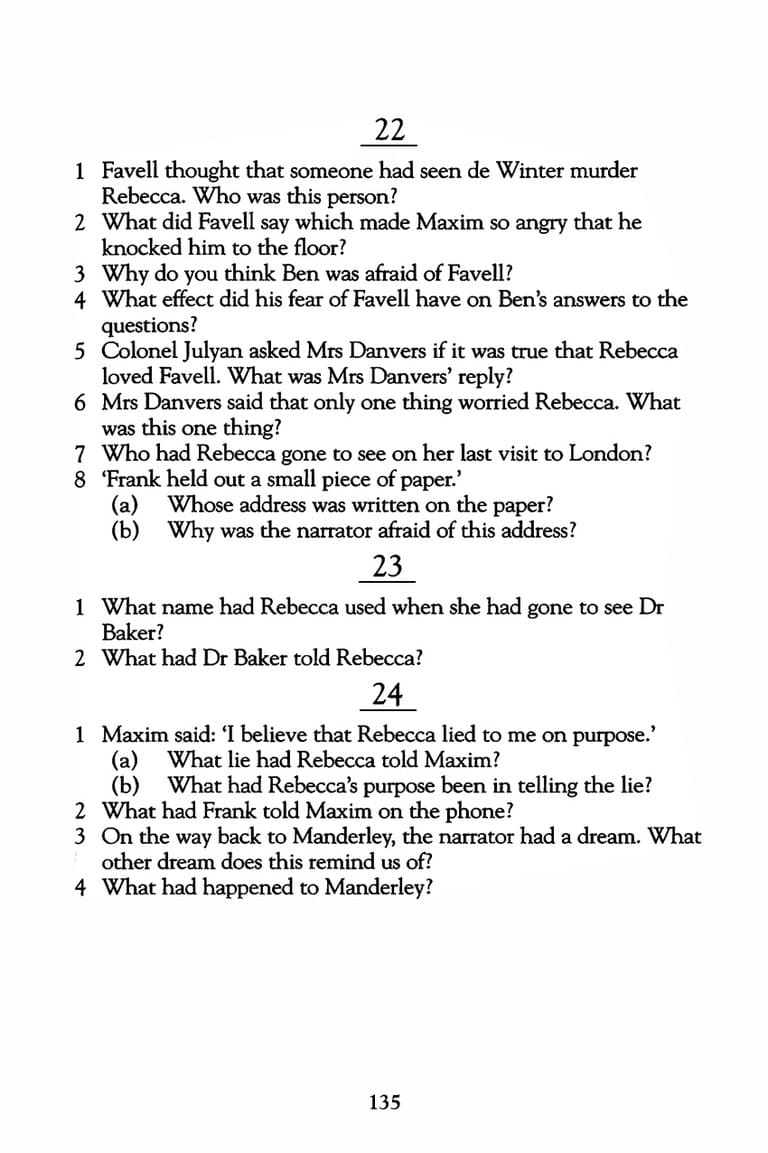 22
1 Favell thought that someone had seen de Winter murder
Rebecca. Who was this person?
2 What did Favell say which made Maxim so angry that he
knocked him to the floor?
3 Why do you think Ben was afraid of Favell?
4 What effect did his fear of Favell have on Ben’s answers to the
questions?
5 Colonel Julyan asked Mrs Danvers if it was true that Rebecca
loved Favell. What was Mrs Danvers’ reply?
6 Mrs Danvers said that only one thing worried Rebecca. What
was this one thing?
7 Who had Rebecca gone to see on her last visit to London?
8 ‘Frank held out a small piece of paper.’
(a) Whose address was written on the paper?
(b) Why was the narrator afraid of this address?
23
1 What name had Rebecca used when she had gone to see Dr
Baker?
2 What had Dr Baker told Rebecca?
24
1 Maxim said: ‘I believe that Rebecca lied to me on purpose.’
(a) What lie had Rebecca told Maxim?
(b) What had Rebecca’s purpose been in telling the lie?
2 What had Frank told Maxim on the phone?
3 On the way back to Manderley, the narrator had a dream. What
other dream does this remind us of?
4 What had happened to Manderley?
135